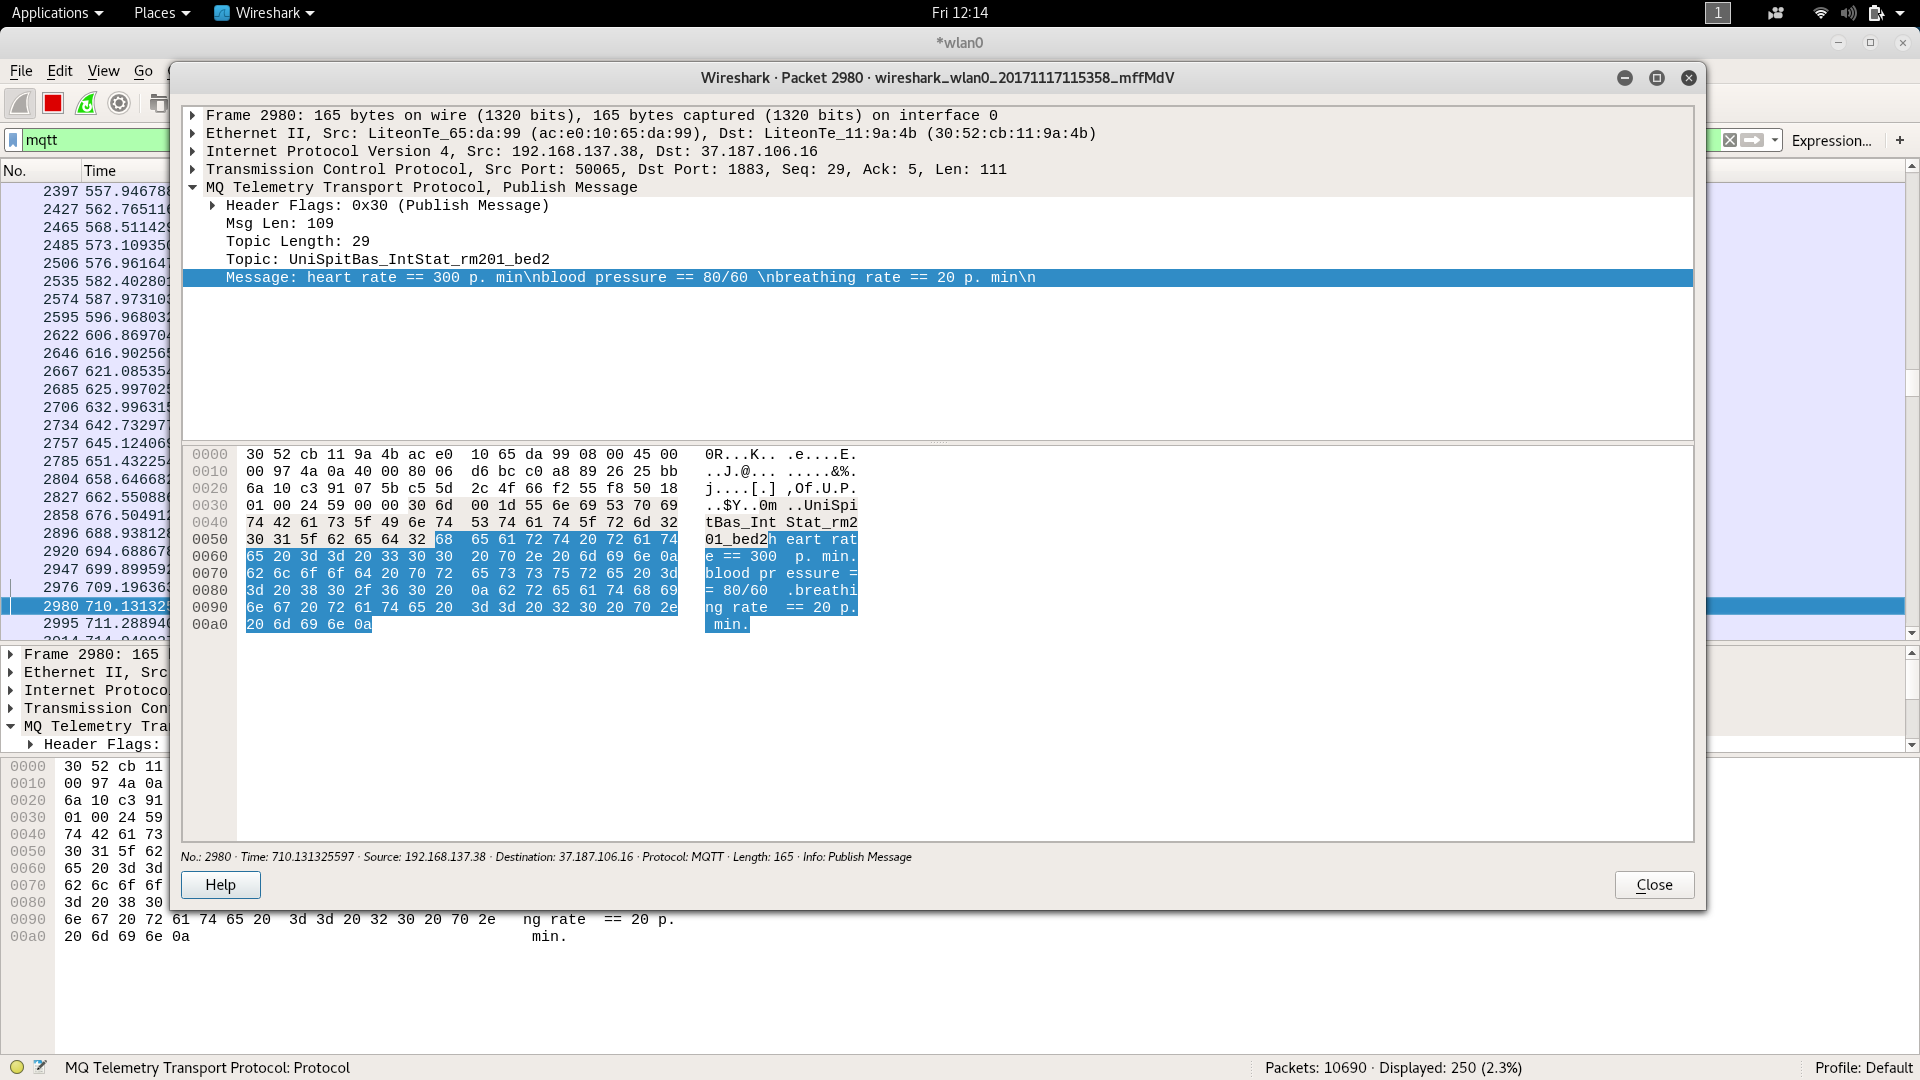 Applications Places Wireshark Fri 12:14 1
*wlan0
File Edit View Go
Wireshark · Packet 2980 · wireshark_wlan0_20171117115358_mffMdV
mqtt Expression... +
No. Time
2397 557.946788
2427 562.765116
2465 568.511429
2485 573.109350
2506 576.961647
2535 582.402801
2574 587.973103
2595 596.968032
2622 606.869704
2646 616.902565
2667 621.085354
2685 625.997025
2706 632.996315
2734 642.732977
2757 645.124069
2785 651.432254
2804 658.646682
2827 662.550886
2858 676.504912
2896 688.938128
2920 694.688678
2947 699.899592
2976 709.196363
2980 710.131325
2995 711.288940
Frame 2980: 165 bytes on wire (1320 bits), 165 bytes captured (1320 bits) on interface 0
Ethernet II, Src: LiteonTe_65:da:99 (ac:e0:10:65:da:99), Dst: LiteonTe_11:9a:4b (30:52:cb:11:9a:4b)
Internet Protocol Version 4, Src: 192.168.137.38, Dst: 37.187.106.16
Transmission Control Protocol, Src Port: 50065, Dst Port: 1883, Seq: 29, Ack: 5, Len: 111
MQ Telemetry Transport Protocol, Publish Message
Header Flags: 0x30 (Publish Message)
Msg Len: 109
Topic Length: 29
Topic: UniSpitBas_IntStat_rm201_bed2
Message: heart rate == 300 p. min\nblood pressure == 80/60 \nbreathing rate == 20 p. min\n
0000 30 52 cb 11 9a 4b ac e0 10 65 da 99 08 00 45 00 0R...K.. .e....E.
0010 00 97 4a 0a 40 00 80 06 d6 bc c0 a8 89 26 25 bb ..J.@... .....&%.
0020 6a 10 c3 91 07 5b c5 5d 2c 4f 66 f2 55 f8 50 18 j....[.] ,Of.U.P.
0030 01 00 24 59 00 00 30 6d 00 1d 55 6e 69 53 70 69 ..$Y..0m ..UniSpi
0040 74 42 61 73 5f 49 6e 74 53 74 61 74 5f 72 6d 32 tBas_Int Stat_rm2
0050 30 31 5f 62 65 64 32 68 65 61 72 74 20 72 61 74 01_bed2h eart rat
0060 65 20 3d 3d 20 33 30 30 20 70 2e 20 6d 69 6e 0a e == 300 p. min.
0070 62 6c 6f 6f 64 20 70 72 65 73 73 75 72 65 20 3d blood pr essure =
0080 3d 20 38 30 2f 36 30 20 0a 62 72 65 61 74 68 69 = 80/60 .breathi
0090 6e 67 20 72 61 74 65 20 3d 3d 20 32 30 20 70 2e ng rate == 20 p.
00a0 20 6d 69 6e 0a min.
No.: 2980 · Time: 710.131325597 · Source: 192.168.137.38 · Destination: 37.187.106.16 · Protocol: MQTT · Length: 165 · Info: Publish Message
Help Close
Frame 2980: 165
Ethernet II, Src
Internet Protoco
Transmission Con
MQ Telemetry Tra
Header Flags:
0000 30 52 cb 11
0010 00 97 4a 0a
0020 6a 10 c3 91
0030 01 00 24 59
0040 74 42 61 73
0050 30 31 5f 62
0060 65 20 3d 3d
0070 62 6c 6f 6f
0080 3d 20 38 30
0090 6e 67 20 72 61 74 65 20 3d 3d 20 32 30 20 70 2e ng rate == 20 p.
00a0 20 6d 69 6e 0a min.
MQ Telemetry Transport Protocol: Protocol Packets: 10690 · Displayed: 250 (2.3%) Profile: Default